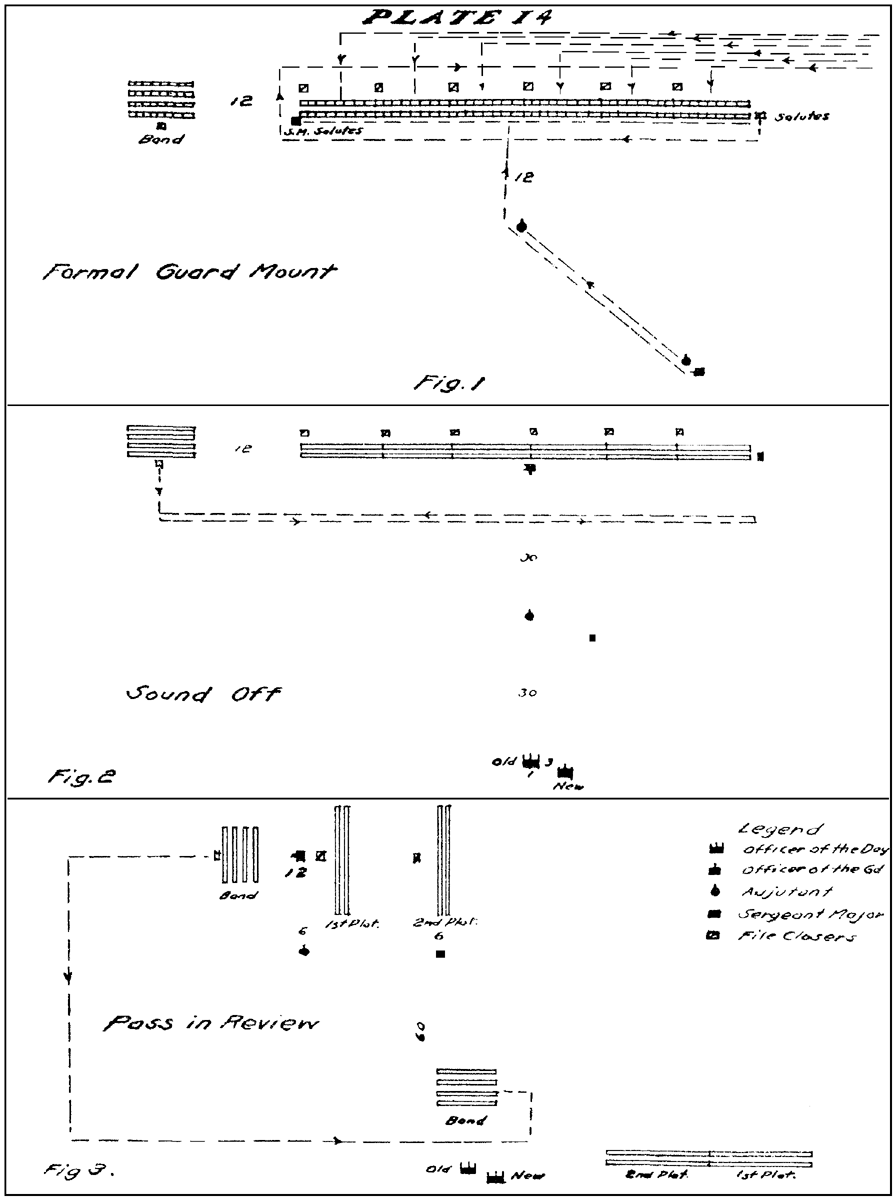 PLATE 14
12
Band
S.M. Salutes
Salutes
12
Formal Guard Mount
Fig. 1
12
30
Sound Off
30
Old 3
1
New
Fig. 2
Legend
Officer of the Day
Officer of the Gd
Adjutant
Sergeant Major
File Closers
12
Band
1st Plat.
2nd Plat.
6
6
Pass in Review
60
Band
Fig 3.
Old
New
2nd Plat.
1st Plat.